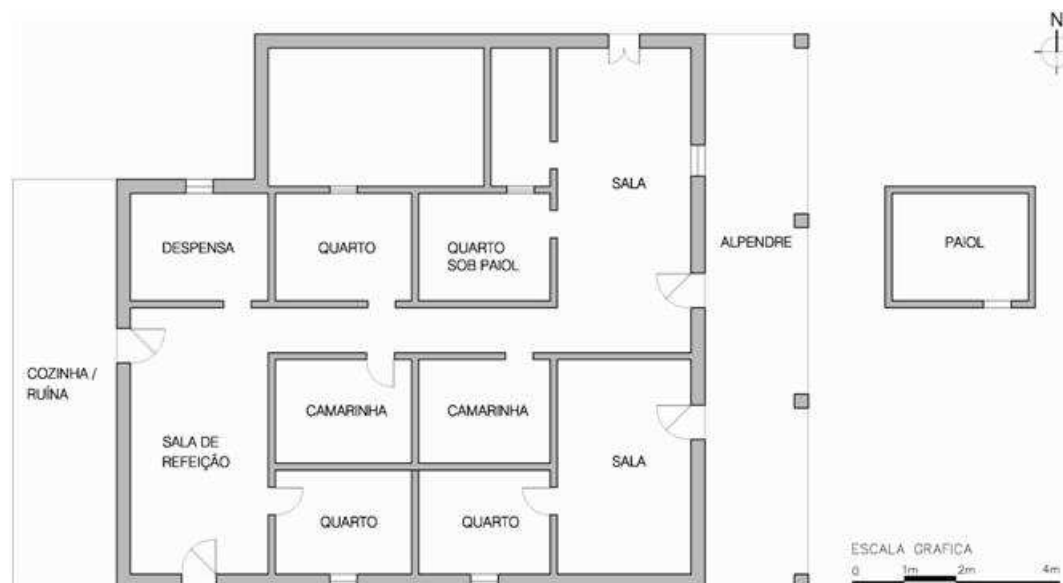 N
SALA
DESPENSA
QUARTO
QUARTO
SOB PAIOL
ALPENDRE
PAIOL
COZINHA /
RUÍNA
CAMARINHA
CAMARINHA
SALA DE
REFEIÇÃO
SALA
QUARTO
QUARTO
ESCALA GRAFICA
0 1m 2m 4m